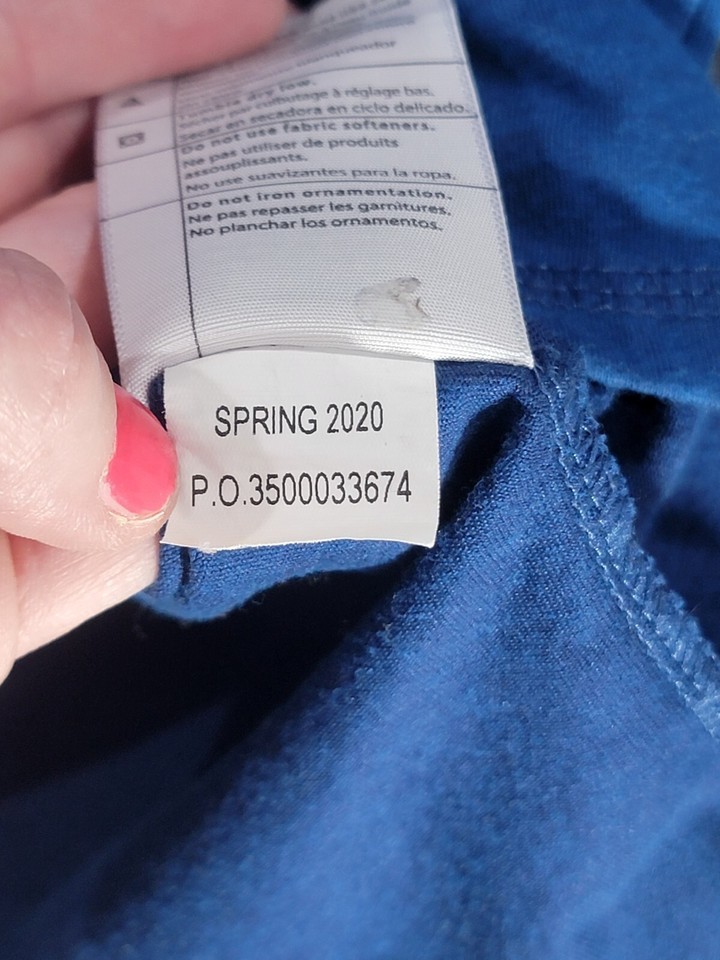 blanqueador
Tumble dry low.
Sécher par culbutage à réglage bas.
Secar en secadora en ciclo delicado.
Do not use fabric softeners.
Ne pas utiliser de produits
assouplissants.
No use suavizantes para la ropa.
Do not iron ornamentation.
Ne pas repasser les garnitures.
No planchar los ornamentos.
SPRING 2020
P.O.3500033674